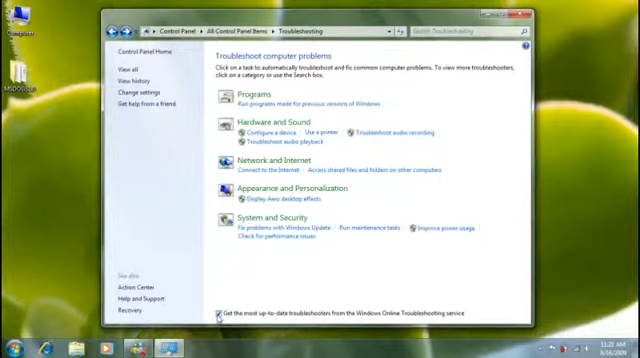 Computer
Control Panel ▸ All Control Panel Items ▸ Troubleshooting
Search Troubleshooting
Control Panel Home
View all
View history
Change settings
Get help from a friend
Troubleshoot computer problems
Click on a task to automatically troubleshoot and fix common computer problems. To view more troubleshooters,
click on a category or use the Search box.
Programs
Run programs made for previous versions of Windows
Hardware and Sound
Configure a device Use a printer Troubleshoot audio recording
Troubleshoot audio playback
Network and Internet
Connect to the Internet Access shared files and folders on other computers
Appearance and Personalization
Display Aero desktop effects
System and Security
Fix problems with Windows Update Run maintenance tasks Improve power usage
Check for performance issues
See also
Action Center
Help and Support
Recovery
Get the most up-to-date troubleshooters from the Windows Online Troubleshooting service
11:22 AM
6/16/2009